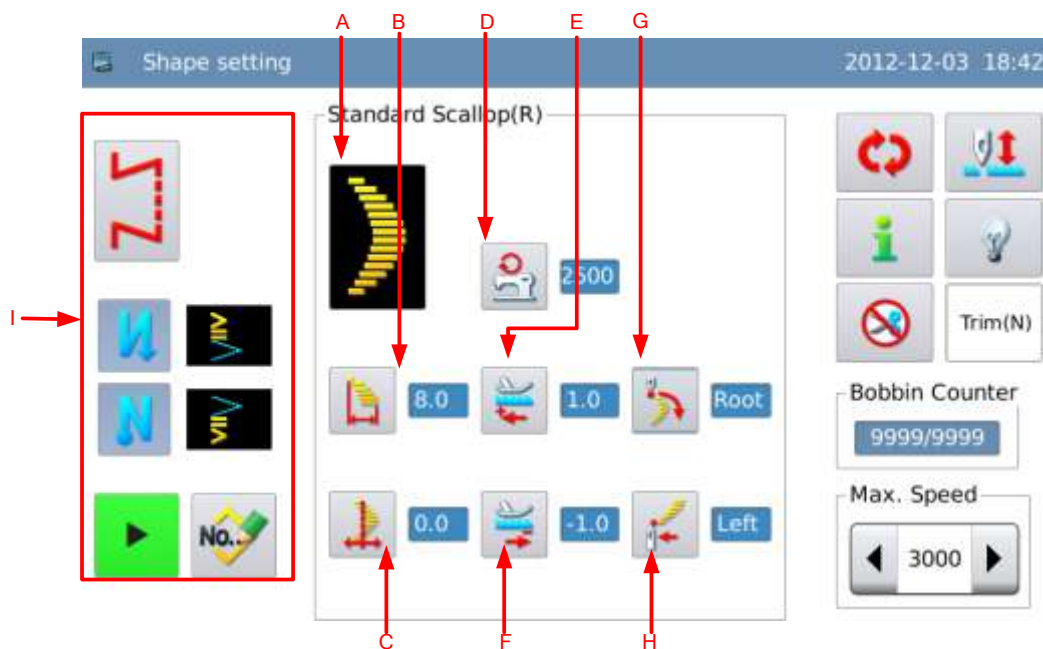 A B D E G
Shape setting 2012-12-03 18:42
Standard Scallop(R)
2500
I
Trim(N)
8.0 1.0 Root
Bobbin Counter
9999/9999
No..
0.0 -1.0 Left
Max. Speed
3000
C F H